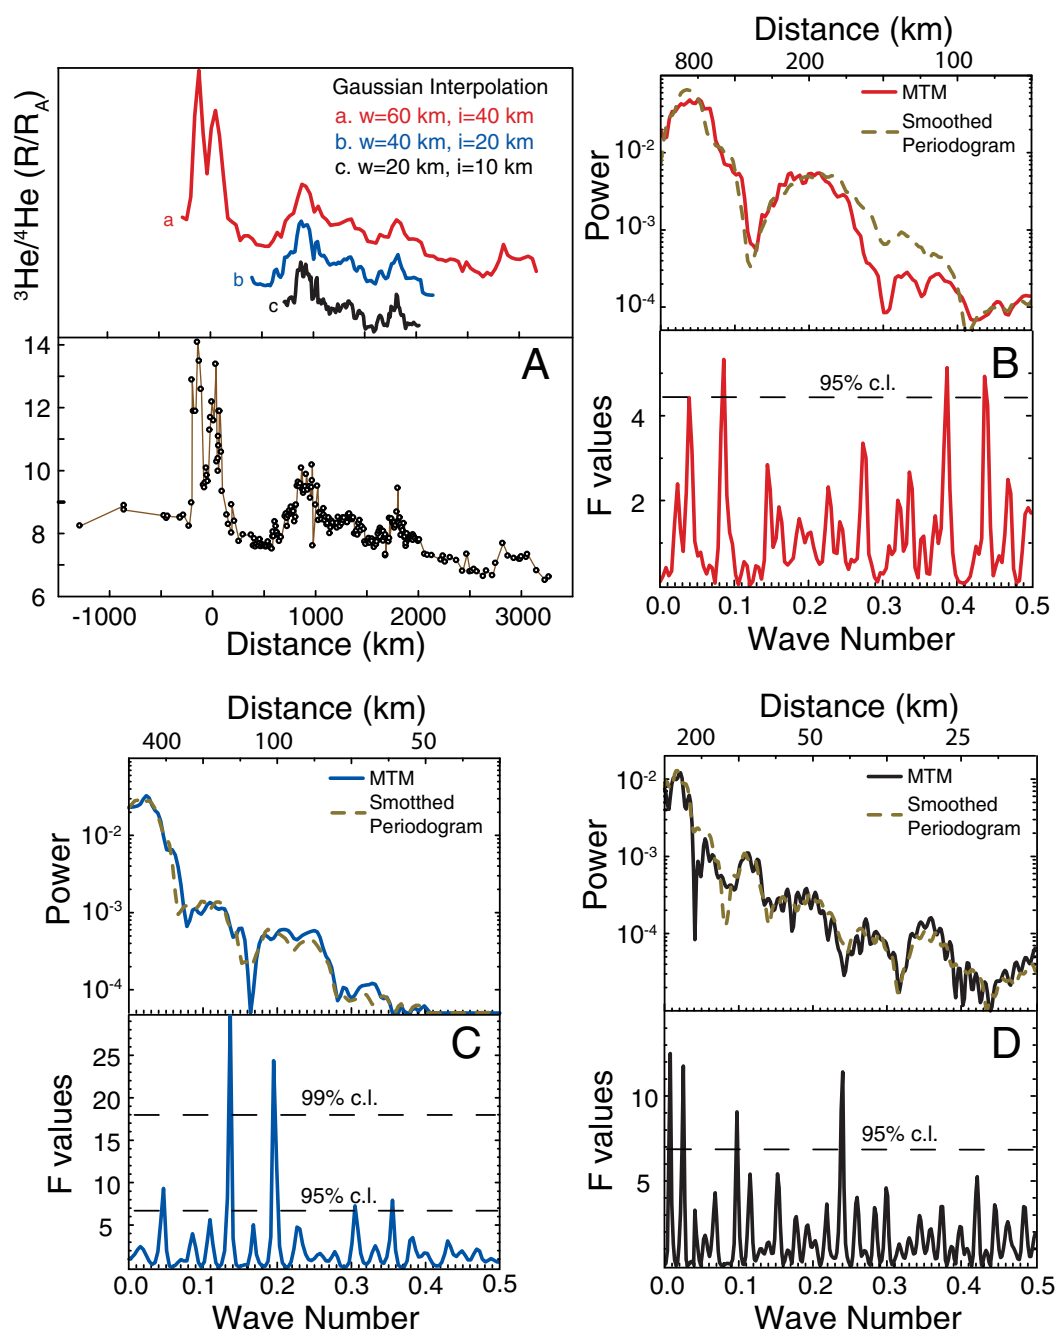 Gaussian Interpolation
a. w=60 km, i=40 km
b. w=40 km, i=20 km
c. w=20 km, i=10 km
³He/⁴He (R/R_A)
a
b
c
A
14
12
10
8
6
-1000 0 1000 2000 3000
Distance (km)
Distance (km)
800 200 100
MTM
Smoothed
Periodogram
Power
10⁻²
10⁻³
10⁻⁴
B
95% c.l.
F values
4
2
0.0 0.1 0.2 0.3 0.4 0.5
Wave Number
Distance (km)
400 100 50
MTM
Smotthed
Periodogram
Power
10⁻²
10⁻³
10⁻⁴
C
99% c.l.
95% c.l.
F values
25
20
15
10
5
0.0 0.1 0.2 0.3 0.4 0.5
Wave Number
Distance (km)
200 50 25
MTM
Smoothed
Periodogram
Power
10⁻²
10⁻³
10⁻⁴
D
95% c.l.
F values
10
5
0.0 0.1 0.2 0.3 0.4 0.5
Wave Number